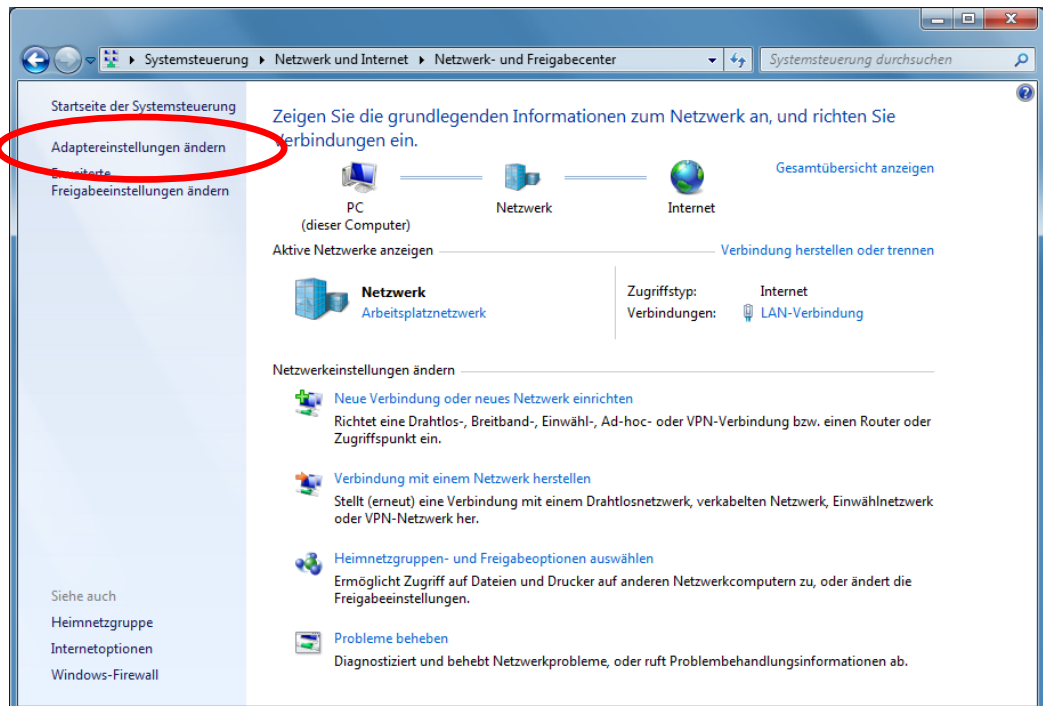 Systemsteuerung ▸ Netzwerk und Internet ▸ Netzwerk- und Freigabecenter
Systemsteuerung durchsuchen
Startseite der Systemsteuerung
Adaptereinstellungen ändern
Erweiterte
Freigabeeinstellungen ändern
Siehe auch
Heimnetzgruppe
Internetoptionen
Windows-Firewall
Zeigen Sie die grundlegenden Informationen zum Netzwerk an, und richten Sie
Verbindungen ein.
Gesamtübersicht anzeigen
PC
(dieser Computer)
Netzwerk
Internet
Aktive Netzwerke anzeigen
Verbindung herstellen oder trennen
Netzwerk
Arbeitsplatznetzwerk
Zugriffstyp: Internet
Verbindungen: LAN-Verbindung
Netzwerkeinstellungen ändern
Neue Verbindung oder neues Netzwerk einrichten
Richtet eine Drahtlos-, Breitband-, Einwähl-, Ad-hoc- oder VPN-Verbindung bzw. einen Router oder
Zugriffspunkt ein.
Verbindung mit einem Netzwerk herstellen
Stellt (erneut) eine Verbindung mit einem Drahtlosnetzwerk, verkabelten Netzwerk, Einwählnetzwerk
oder VPN-Netzwerk her.
Heimnetzgruppen- und Freigabeoptionen auswählen
Ermöglicht Zugriff auf Dateien und Drucker auf anderen Netzwerkcomputern zu, oder ändert die
Freigabeeinstellungen.
Probleme beheben
Diagnostiziert und behebt Netzwerkprobleme, oder ruft Problembehandlungsinformationen ab.